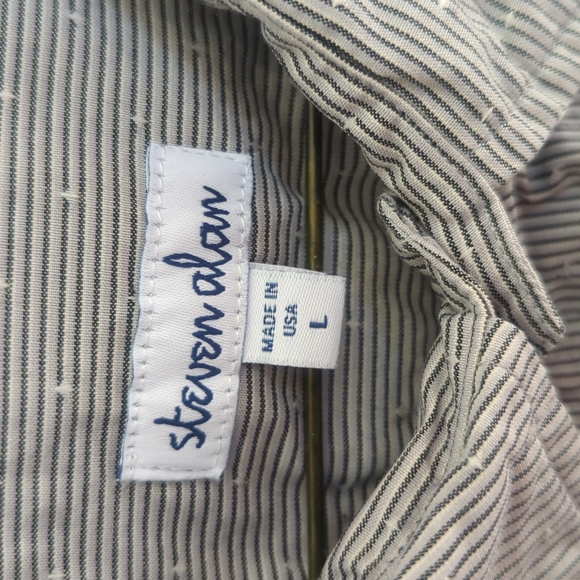 steven alan
MADE IN
USA
L